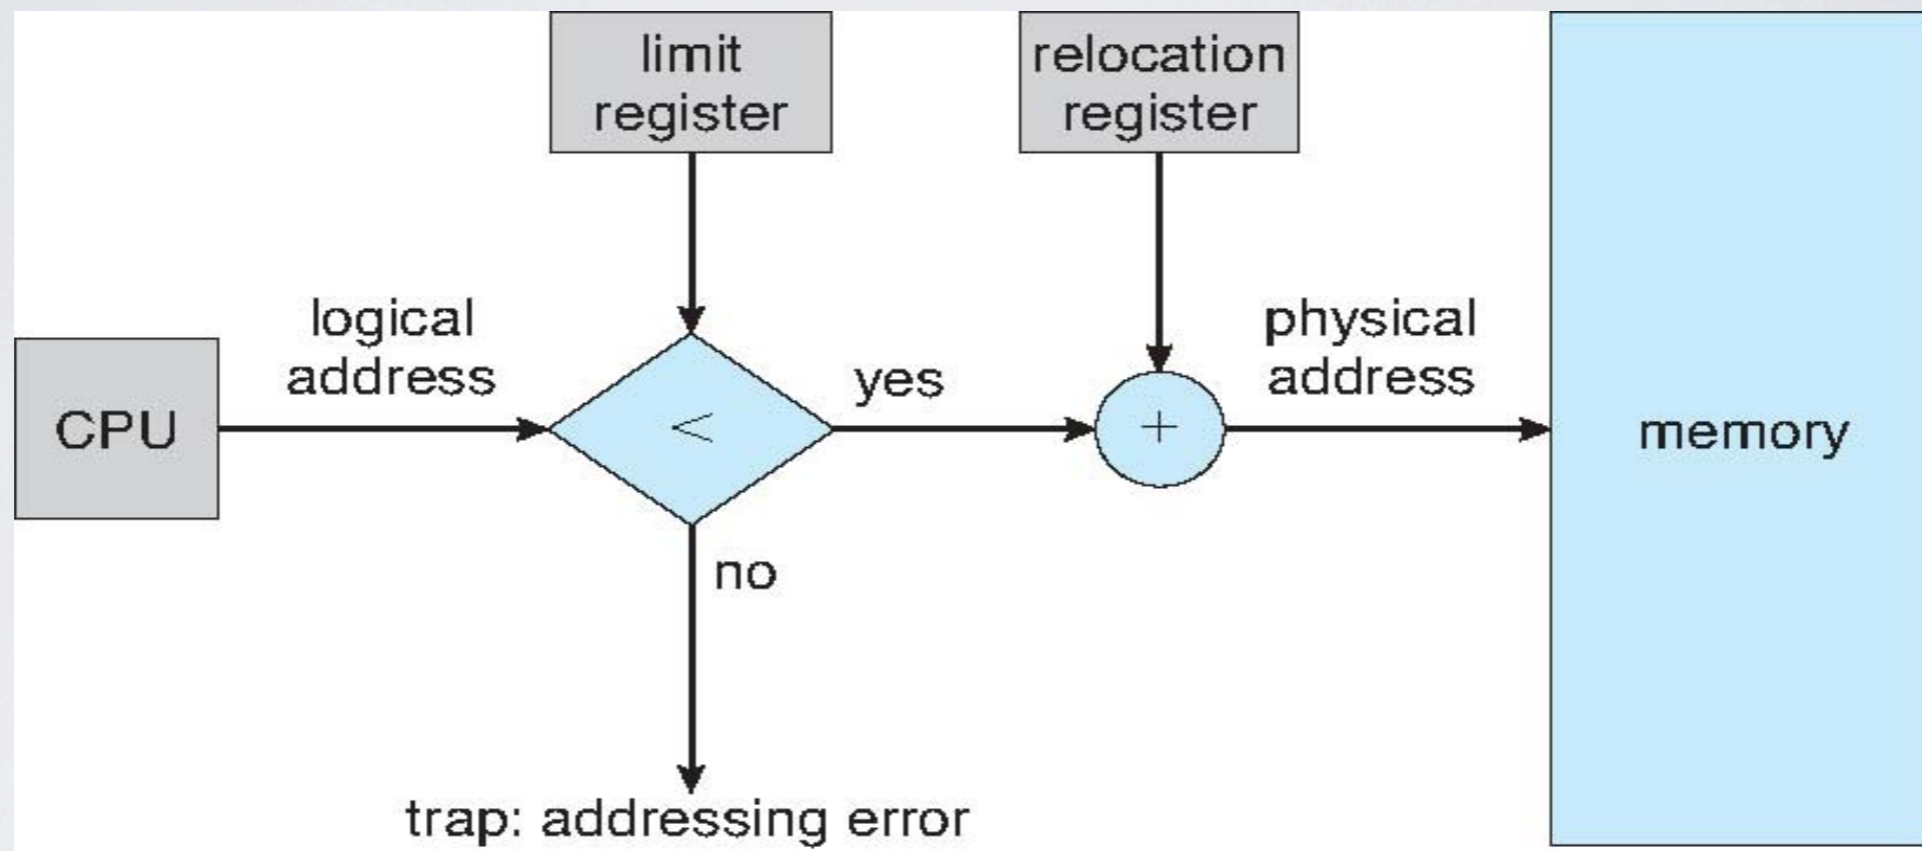 limit
register
relocation
register
logical
address
physical
address
CPU
<
yes
+
memory
no
trap: addressing error